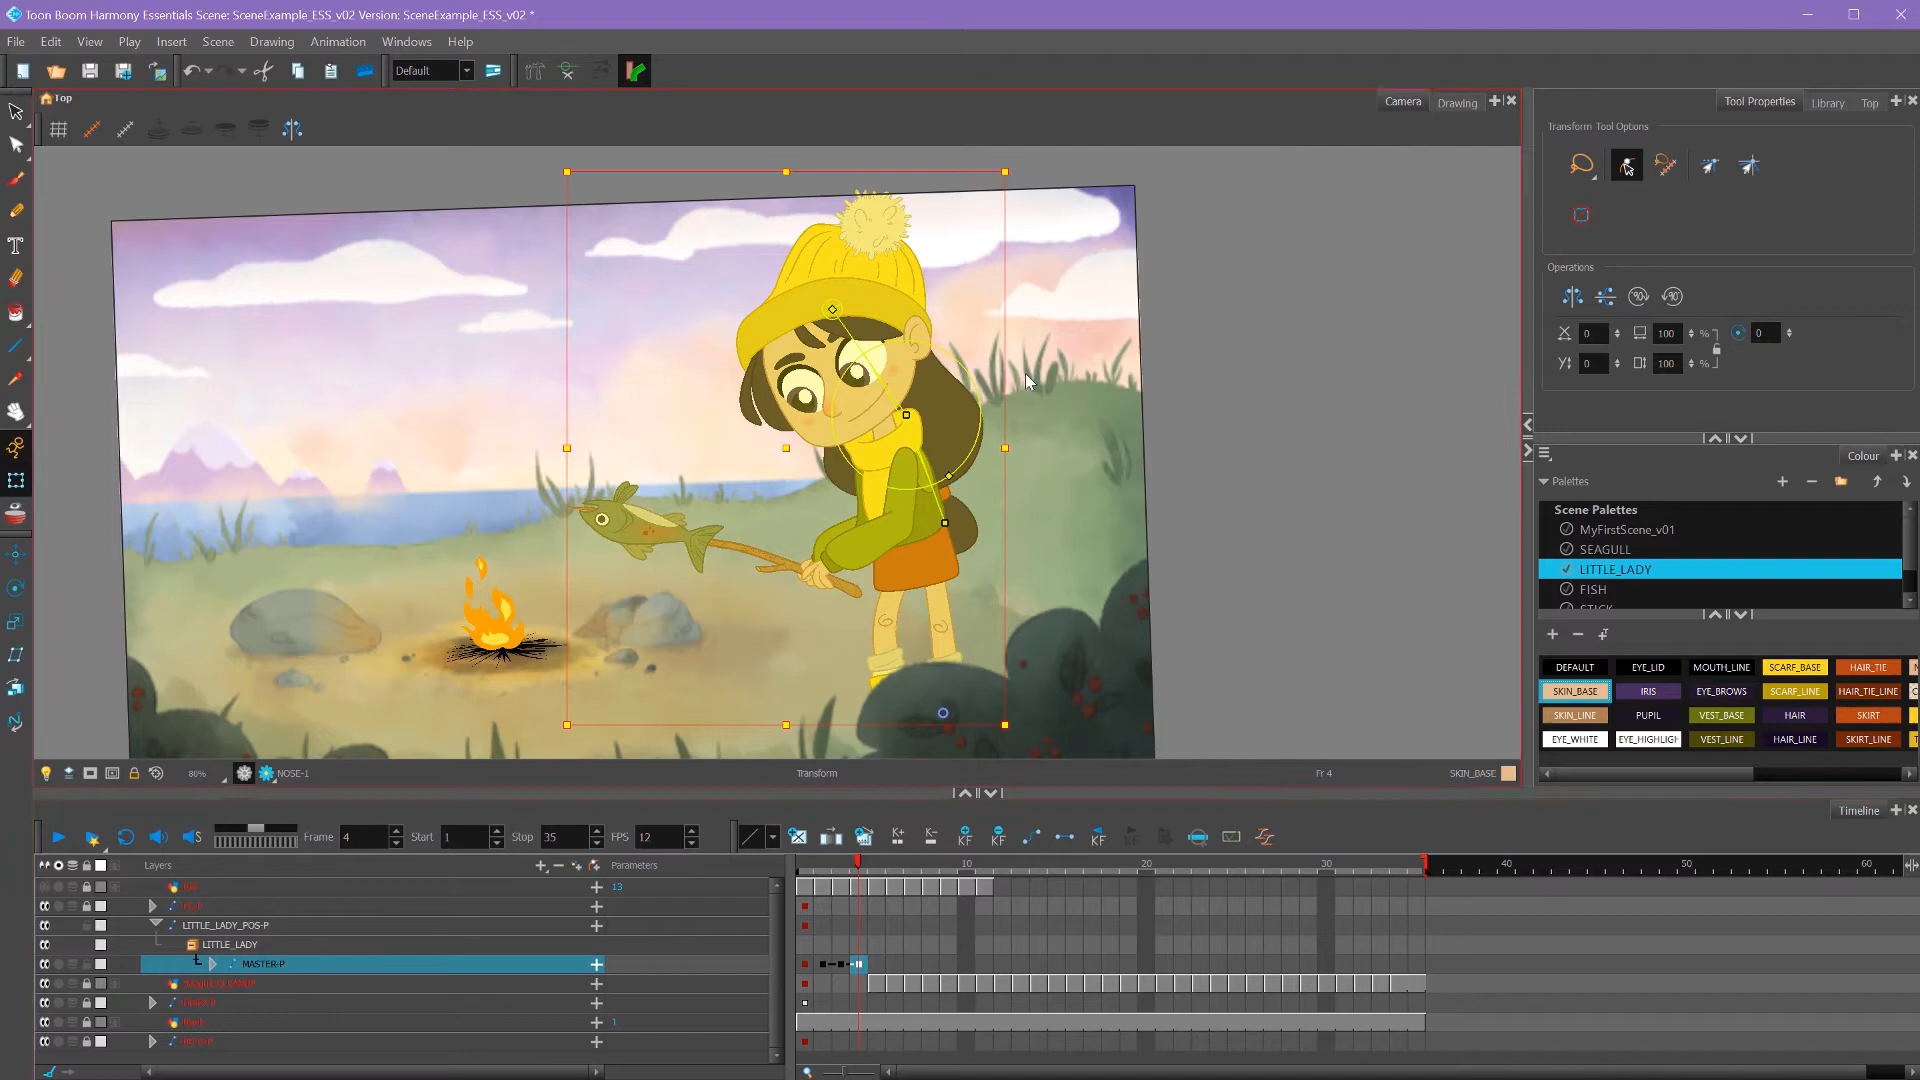 Toon Boom Harmony Essentials Scene: SceneExample_ESS_v02 Version: SceneExample_ESS_v02 *
File Edit View Play Insert Scene Drawing Animation Windows Help
Default
Top
Camera Drawing
Tool Properties Library Top
Transform Tool Options
Operations
X 0 100 % 0
Y 0 100 %
Colour
Palettes
Scene Palettes
MyFirstScene_v01
SEAGULL
LITTLE_LADY
FISH
STICK
DEFAULT EYE_LID MOUTH_LINE SCARF_BASE HAIR_TIE
SKIN_BASE IRIS EYE_BROWS SCARF_LINE HAIR_TIE_LINE
SKIN_LINE PUPIL VEST_BASE HAIR SKIRT
EYE_WHITE EYE_HIGHLIGH VEST_LINE HAIR_LINE SKIRT_LINE
80% NOSE-1 Transform Fr 4 SKIN_BASE
Timeline
Frame 4 Start 1 Stop 35 FPS 12
Layers Parameters 10 20 30 40 50 60
13
LITTLE_LADY_POS-P
LITTLE_LADY
MASTER-P
1